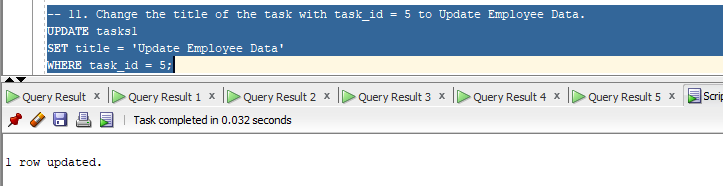 -- 11. Change the title of the task with task_id = 5 to Update Employee Data.
UPDATE tasks1
SET title = 'Update Employee Data'
WHERE task_id = 5;
Query Result x Query Result 1 x Query Result 2 x Query Result 3 x Query Result 4 x Query Result 5 x Scrip
Task completed in 0.032 seconds
1 row updated.